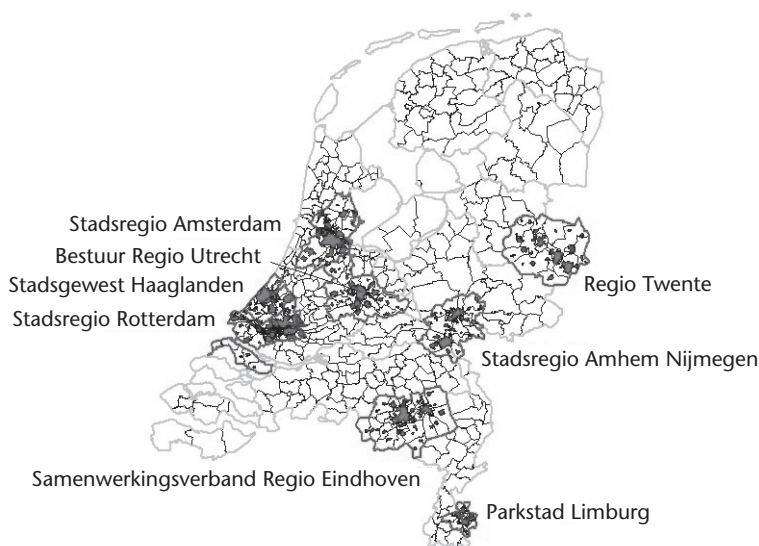 Stadsregio Amsterdam
Bestuur Regio Utrecht
Stadsgewest Haaglanden
Stadsregio Rotterdam
Regio Twente
Stadsregio Amhem Nijmegen
Samenwerkingsverband Regio Eindhoven
Parkstad Limburg